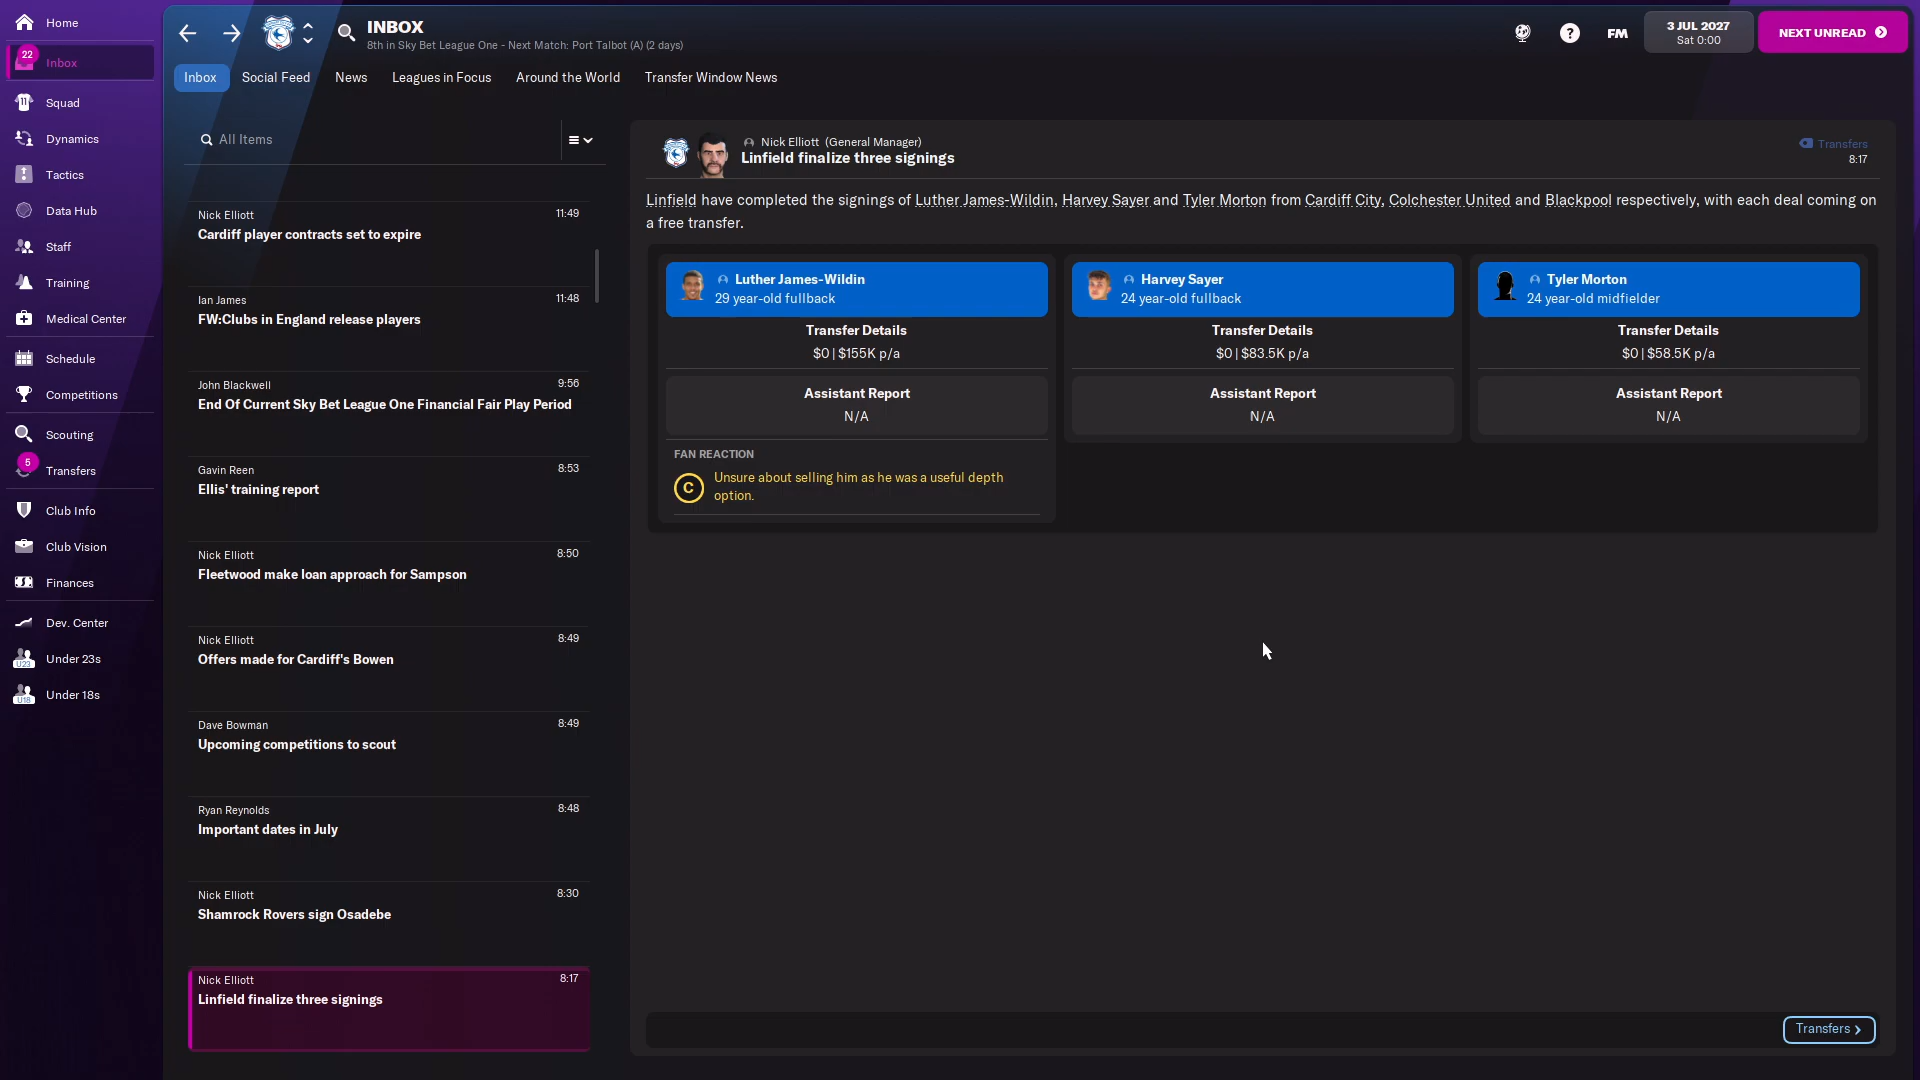 Home
22
Inbox
Squad
Dynamics
Tactics
Data Hub
Staff
Training
Medical Center
Schedule
Competitions
Scouting
5
Transfers
Club Info
Club Vision
Finances
Dev. Center
U23
Under 23s
U18
Under 18s
INBOX
8th in Sky Bet League One - Next Match: Port Talbot (A) (2 days)
?
FM
3 JUL 2027
Sat 0:00
NEXT UNREAD
Inbox
Social Feed
News
Leagues in Focus
Around the World
Transfer Window News
All Items
Nick Elliott
11:49
Cardiff player contracts set to expire
Ian James
11:48
FW:Clubs in England release players
John Blackwell
9:56
End Of Current Sky Bet League One Financial Fair Play Period
Gavin Reen
8:53
Ellis' training report
Nick Elliott
8:50
Fleetwood make loan approach for Sampson
Nick Elliott
8:49
Offers made for Cardiff's Bowen
Dave Bowman
8:49
Upcoming competitions to scout
Ryan Reynolds
8:48
Important dates in July
Nick Elliott
8:30
Shamrock Rovers sign Osadebe
Nick Elliott
8:17
Linfield finalize three signings
Nick Elliott (General Manager)
Linfield finalize three signings
Transfers
8:17
Linfield have completed the signings of Luther James-Wildin, Harvey Sayer and Tyler Morton from Cardiff City, Colchester United and Blackpool respectively, with each deal coming on
a free transfer.
Luther James-Wildin
29 year-old fullback
Transfer Details
$0 | $155K p/a
Assistant Report
N/A
FAN REACTION
C
Unsure about selling him as he was a useful depth
option.
Harvey Sayer
24 year-old fullback
Transfer Details
$0 | $83.5K p/a
Assistant Report
N/A
Tyler Morton
24 year-old midfielder
Transfer Details
$0 | $58.5K p/a
Assistant Report
N/A
Transfers